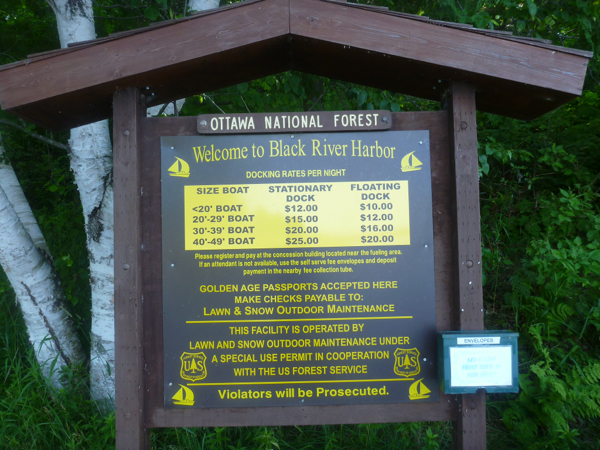 OTTAWA NATIONAL FOREST
Welcome to Black River Harbor
DOCKING RATES PER NIGHT
SIZE BOAT STATIONARY DOCK FLOATING DOCK
<20' BOAT $12.00 $10.00
20'-29' BOAT $15.00 $12.00
30'-39' BOAT $20.00 $16.00
40'-49' BOAT $25.00 $20.00
Please register and pay at the concession building located near the fueling area.
If an attendant is not available, use the self serve fee envelopes and deposit
payment in the nearby fee collection tube.
GOLDEN AGE PASSPORTS ACCEPTED HERE
MAKE CHECKS PAYABLE TO:
LAWN & SNOW OUTDOOR MAINTENANCE
THIS FACILITY IS OPERATED BY
LAWN AND SNOW OUTDOOR MAINTENANCE UNDER
A SPECIAL USE PERMIT IN COOPERATION
WITH THE US FOREST SERVICE
U S
U S
Violators will be Prosecuted.
ENVELOPES